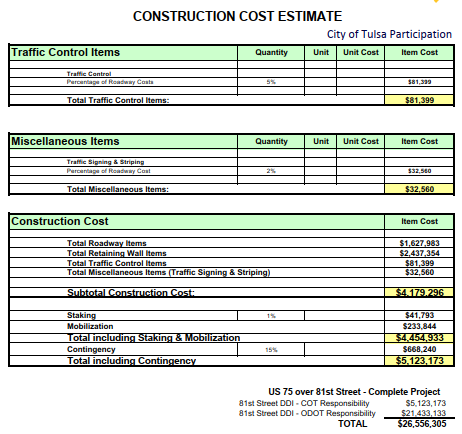 CONSTRUCTION COST ESTIMATE
City of Tulsa Participation
Traffic Control Items Quantity Unit Unit Cost Item Cost
Traffic Control
Percentage of Roadway Costs 5% $81,399
Total Traffic Control Items: $81,399
Miscellaneous Items Quantity Unit Unit Cost Item Cost
Traffic Signing & Striping
Percentage of Roadway Cost 2% $32,560
Total Miscellaneous Items: $32,560
Construction Cost Item Cost
Total Roadway Items $1,627,983
Total Retaining Wall Items $2,437,354
Total Traffic Control Items $81,399
Total Miscellaneous Items (Traffic Signing & Striping) $32,560
Subtotal Construction Cost: $4,179,296
Staking 1% $41,793
Mobilization $233,844
Total including Staking & Mobilization $4,454,933
Contingency 15% $668,240
Total including Contingency $5,123,173
US 75 over 81st Street - Complete Project
81st Street DDI - COT Responsibility $5,123,173
81st Street DDI - ODOT Responsibility $21,433,133
TOTAL $26,556,305